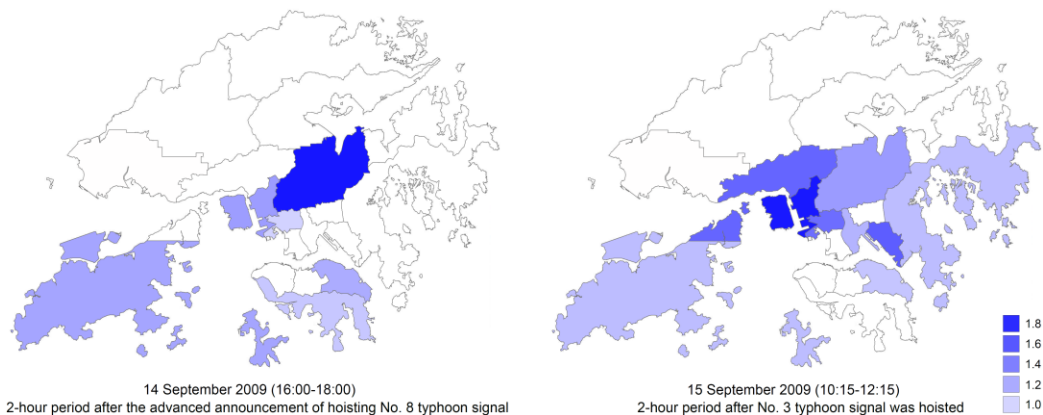 14 September 2009 (16:00-18:00)
2-hour period after the advanced announcement of hoisting No. 8 typhoon signal
15 September 2009 (10:15-12:15)
2-hour period after No. 3 typhoon signal was hoisted
1.8
1.6
1.4
1.2
1.0